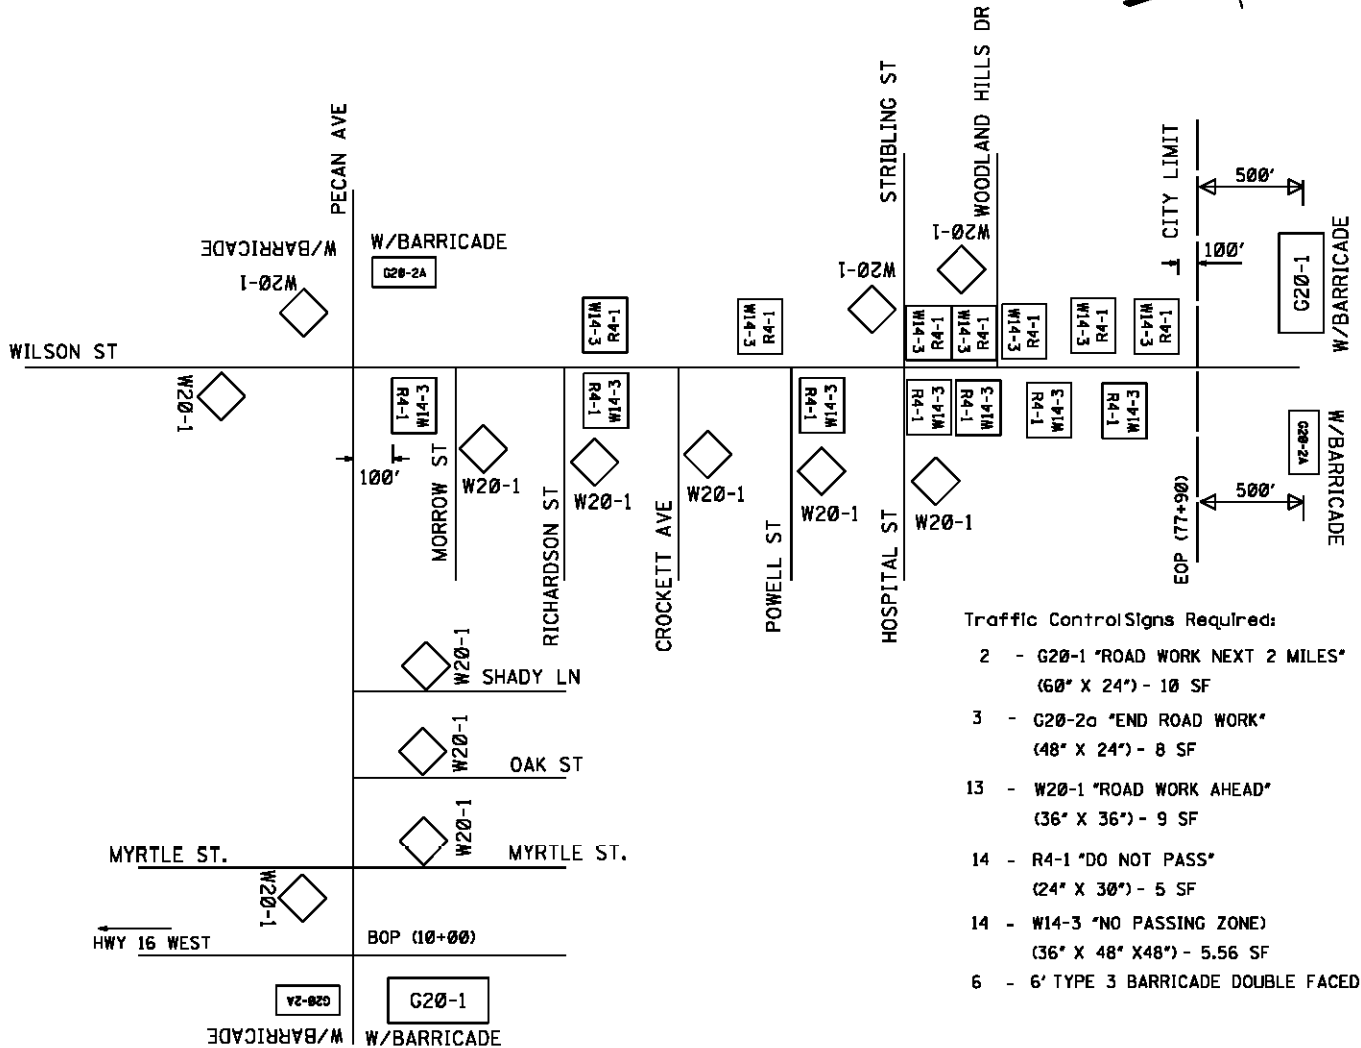 PECAN AVE
STRIBLING ST
WOODLAND HILLS DR
CITY LIMIT
500'
100'
W/BARRICADE
W20-1
W/BARRICADE
G20-2A
W20-1
W20-1
G20-1
W/BARRICADE
W14-3
R4-1
W14-3
R4-1
W14-3
R4-1
W14-3
R4-1
W14-3
R4-1
W14-3
R4-1
W14-3
R4-1
WILSON ST
W20-1
R4-1
W14-3
R4-1
W14-3
R4-1
W14-3
R4-1
W14-3
R4-1
W14-3
R4-1
W14-3
R4-1
W14-3
G20-2A
W/BARRICADE
100'
MORROW ST
W20-1
RICHARDSON ST
W20-1
CROCKETT AVE
W20-1
POWELL ST
W20-1
HOSPITAL ST
W20-1
EOP (77+90)
500'
W20-1
SHADY LN
W20-1
OAK ST
W20-1
MYRTLE ST.
MYRTLE ST.
W20-1
HWY 16 WEST
BOP (10+00)
G20-2A
W/BARRICADE
G20-1
W/BARRICADE
Traffic Control Signs Required:
2 - G20-1 "ROAD WORK NEXT 2 MILES"
(60" X 24") - 10 SF
3 - G20-2a "END ROAD WORK"
(48" X 24") - 8 SF
13 - W20-1 "ROAD WORK AHEAD"
(36" X 36") - 9 SF
14 - R4-1 "DO NOT PASS"
(24" X 30") - 5 SF
14 - W14-3 "NO PASSING ZONE)
(36" X 48" X48") - 5.56 SF
6 - 6' TYPE 3 BARRICADE DOUBLE FACED